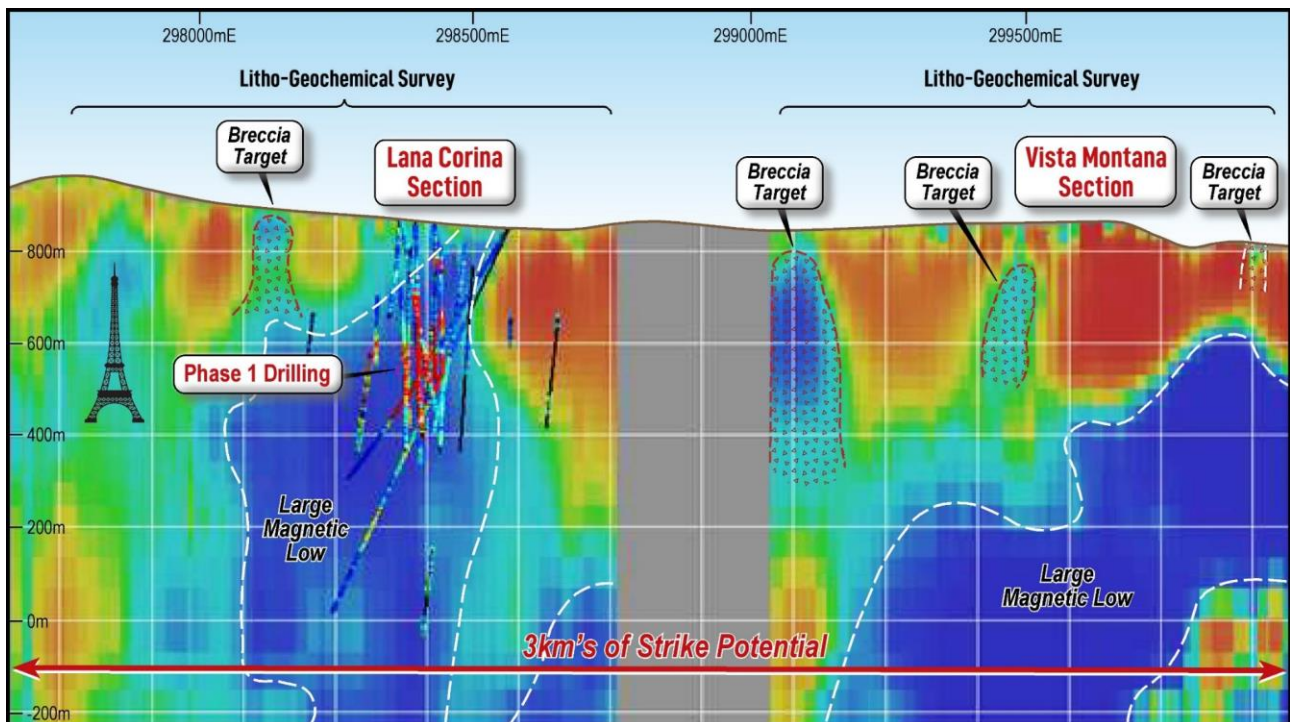 298000mE
298500mE
299000mE
299500mE
Litho-Geochemical Survey
Litho-Geochemical Survey
Breccia
Target
Lana Corina
Section
Breccia
Target
Breccia
Target
Vista Montana
Section
Breccia
Target
800m
600m
Phase 1 Drilling
400m
Large
Magnetic
Low
200m
Large
Magnetic Low
0m
3km's of Strike Potential
-200m